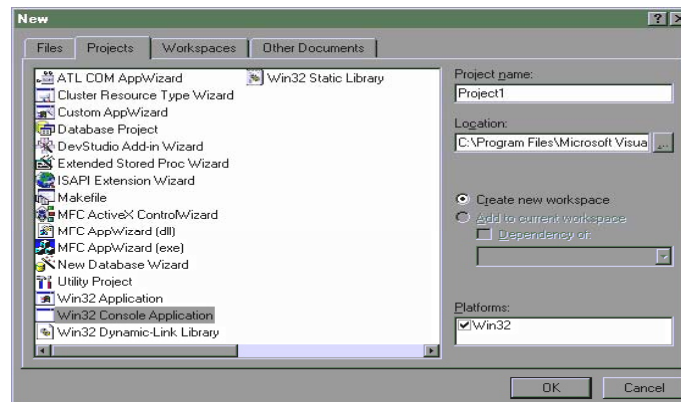 New
Files Projects Workspaces Other Documents
ATL COM AppWizard
Cluster Resource Type Wizard
Custom AppWizard
Database Project
DevStudio Add-in Wizard
Extended Stored Proc Wizard
ISAPI Extension Wizard
Makefile
MFC ActiveX ControlWizard
MFC AppWizard (dll)
MFC AppWizard (exe)
New Database Wizard
Utility Project
Win32 Application
Win32 Console Application
Win32 Dynamic-Link Library
Win32 Static Library
Project name:
Project1
Location:
C:\Program Files\Microsoft Visua ...
Create new workspace
Add to current workspace
Dependency of:
Platforms:
Win32
OK Cancel